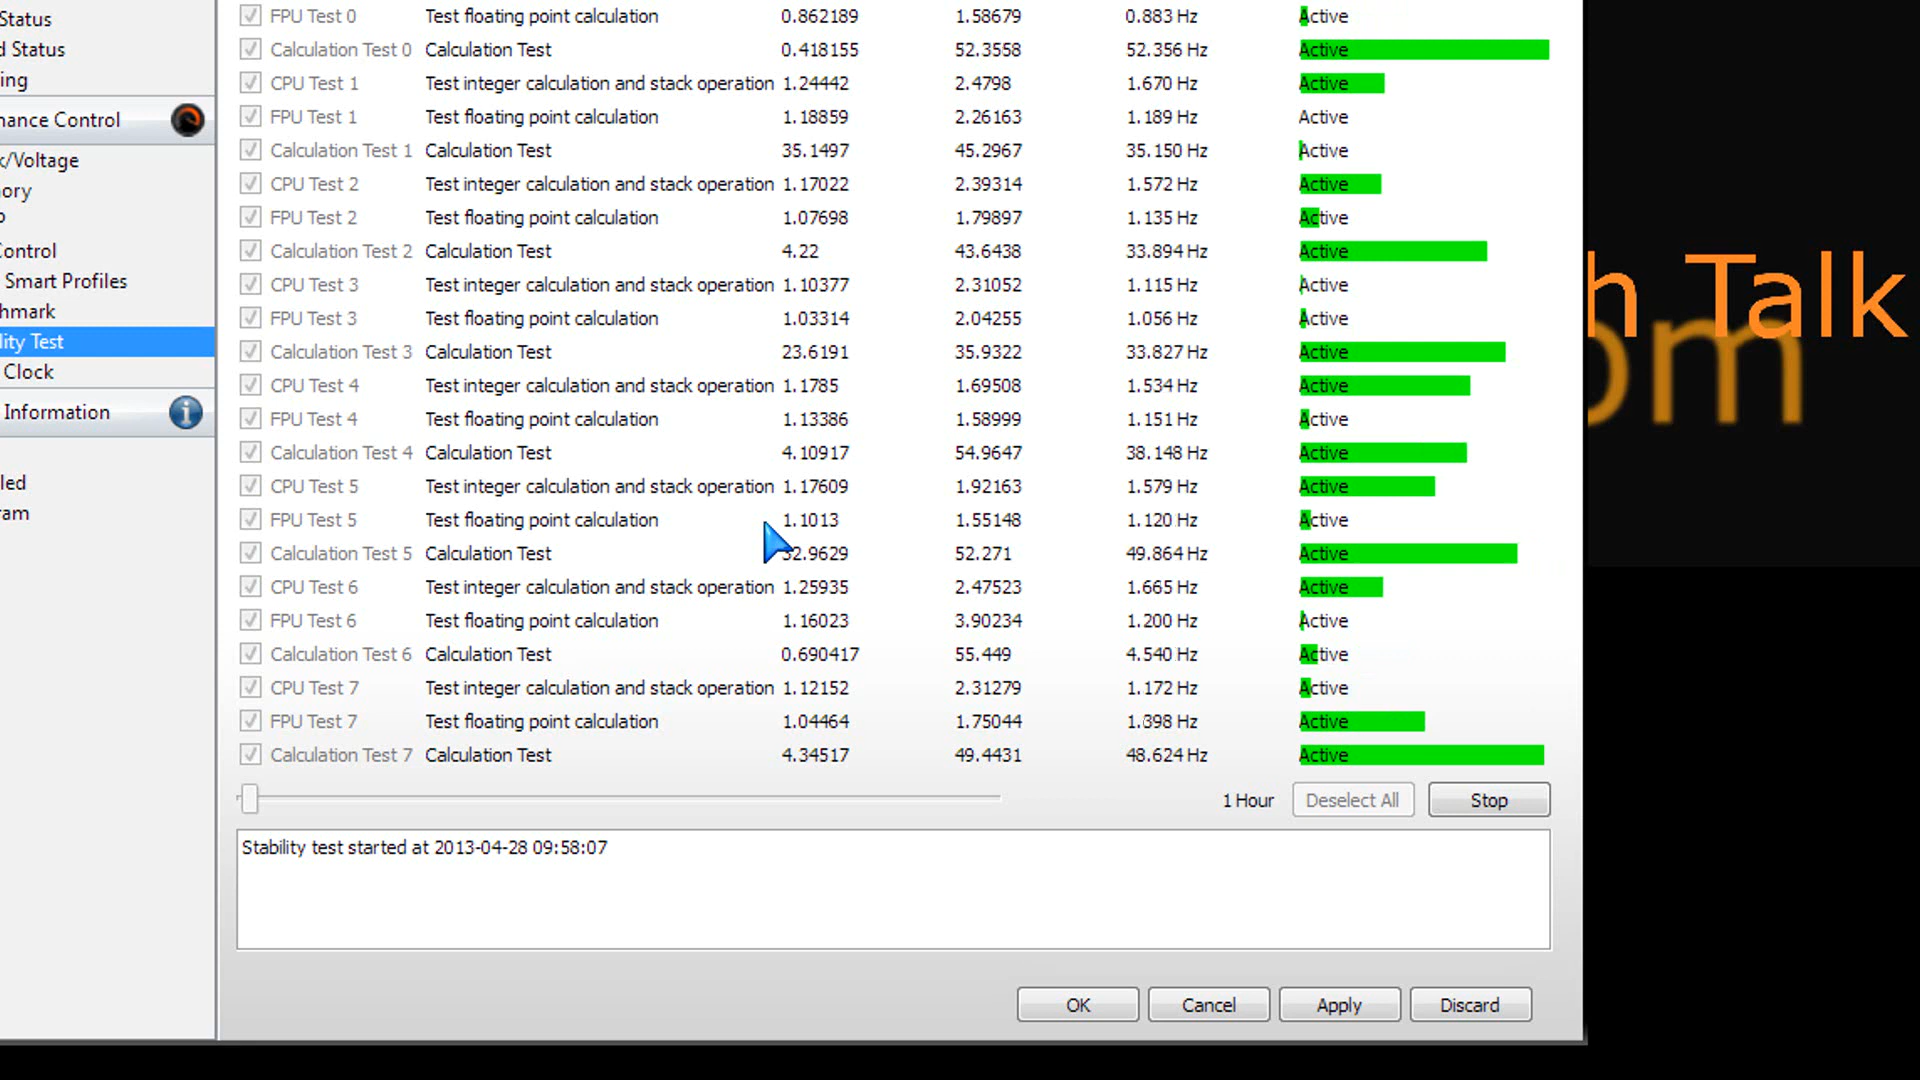 Status
d Status
ing
nance Control
k/Voltage
ory
o
Control
Smart Profiles
hmark
lity Test
Clock
Information
led
ram
FPU Test 0 Test floating point calculation 0.862189 1.58679 0.883 Hz Active
Calculation Test 0 Calculation Test 0.418155 52.3558 52.356 Hz Active
CPU Test 1 Test integer calculation and stack operation 1.24442 2.4798 1.670 Hz Active
FPU Test 1 Test floating point calculation 1.18859 2.26163 1.189 Hz Active
Calculation Test 1 Calculation Test 35.1497 45.2967 35.150 Hz Active
CPU Test 2 Test integer calculation and stack operation 1.17022 2.39314 1.572 Hz Active
FPU Test 2 Test floating point calculation 1.07698 1.79897 1.135 Hz Active
Calculation Test 2 Calculation Test 4.22 43.6438 33.894 Hz Active
CPU Test 3 Test integer calculation and stack operation 1.10377 2.31052 1.115 Hz Active
FPU Test 3 Test floating point calculation 1.03314 2.04255 1.056 Hz Active
Calculation Test 3 Calculation Test 23.6191 35.9322 33.827 Hz Active
CPU Test 4 Test integer calculation and stack operation 1.1785 1.69508 1.534 Hz Active
FPU Test 4 Test floating point calculation 1.13386 1.58999 1.151 Hz Active
Calculation Test 4 Calculation Test 4.10917 54.9647 38.148 Hz Active
CPU Test 5 Test integer calculation and stack operation 1.17609 1.92163 1.579 Hz Active
FPU Test 5 Test floating point calculation 1.1013 1.55148 1.120 Hz Active
Calculation Test 5 Calculation Test 52.271 49.864 Hz Active
CPU Test 6 Test integer calculation and stack operation 1.25935 2.47523 1.665 Hz Active
FPU Test 6 Test floating point calculation 1.16023 3.90234 1.200 Hz Active
Calculation Test 6 Calculation Test 0.690417 55.449 4.540 Hz Active
CPU Test 7 Test integer calculation and stack operation 1.12152 2.31279 1.172 Hz Active
FPU Test 7 Test floating point calculation 1.04464 1.75044 1.398 Hz Active
Calculation Test 7 Calculation Test 4.34517 49.4431 48.624 Hz Active
1 Hour Deselect All Stop
Stability test started at 2013-04-28 09:58:07
OK Cancel Apply Discard
h Talk
om